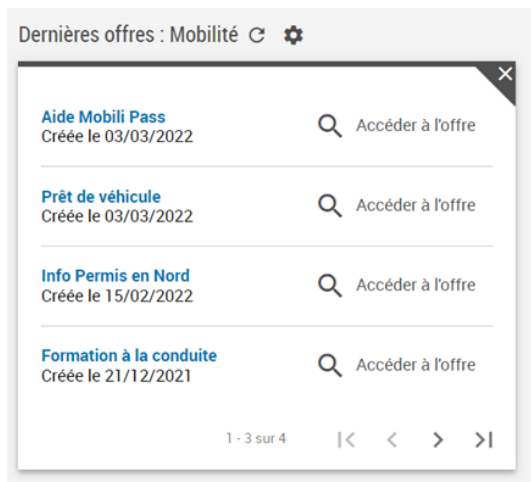 Dernières offres : Mobilité
Aide Mobili Pass
Créée le 03/03/2022
Accéder à l'offre
Prêt de véhicule
Créée le 03/03/2022
Accéder à l'offre
Info Permis en Nord
Créée le 15/02/2022
Accéder à l'offre
Formation à la conduite
Créée le 21/12/2021
Accéder à l'offre
1 - 3 sur 4